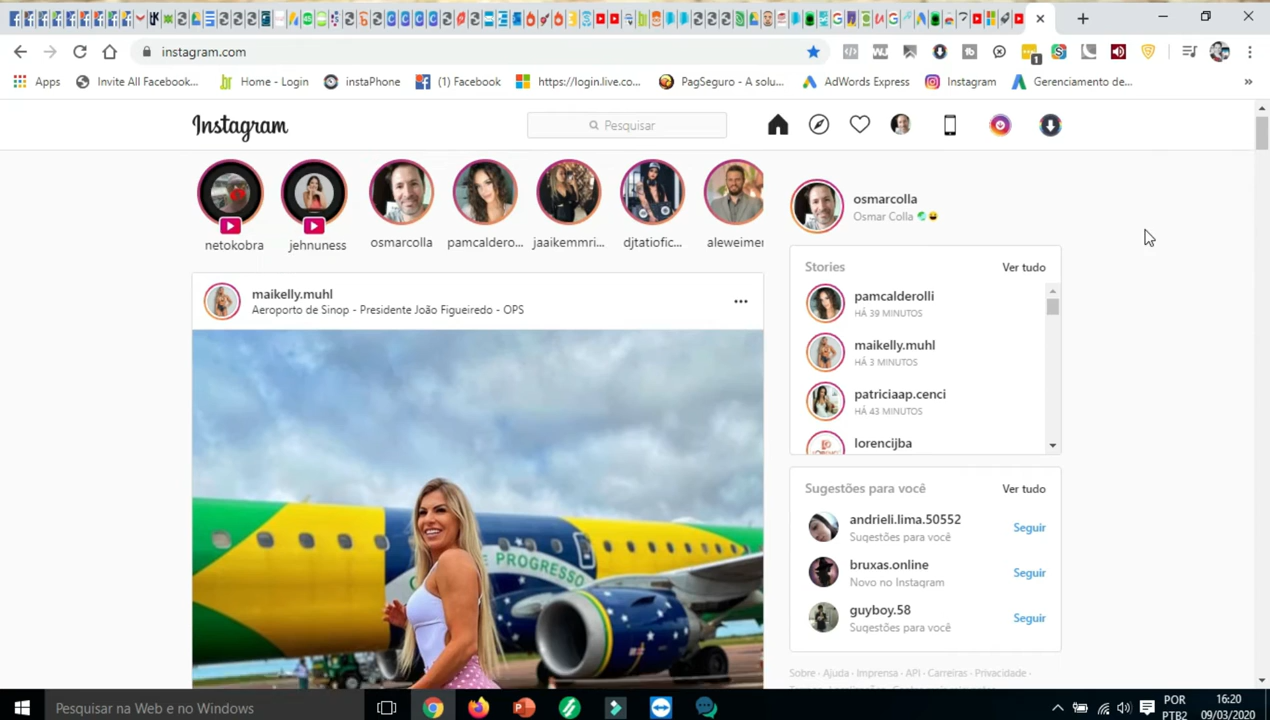 instagram.com
Apps
Invite All Facebook...
Home - Login
instaPhone
(1) Facebook
https://login.live.co...
PagSeguro - A solu...
AdWords Express
Instagram
Gerenciamento de...
»
Instagram
Pesquisar
netokobra
jehnuness
osmarcolla
pamcaldero...
jaaikemmri...
djtatiofic...
aleweimer
osmarcolla
Osmar Colla
maikelly.muhl
Aeroporto de Sinop - Presidente João Figueiredo - OPS
PROGRESSO
Stories
Ver tudo
pamcalderolli
HÁ 39 MINUTOS
maikelly.muhl
HÁ 3 MINUTOS
patriciaap.cenci
HÁ 43 MINUTOS
lorencijba
Sugestões para você
Ver tudo
andrieli.lima.50552
Sugestões para você
Seguir
bruxas.online
Novo no Instagram
Seguir
guyboy.58
Sugestões para você
Seguir
Sobre · Ajuda · Imprensa · API · Carreiras · Privacidade ·
Pesquisar na Web e no Windows
POR
PTB2
16:20
09/03/2020